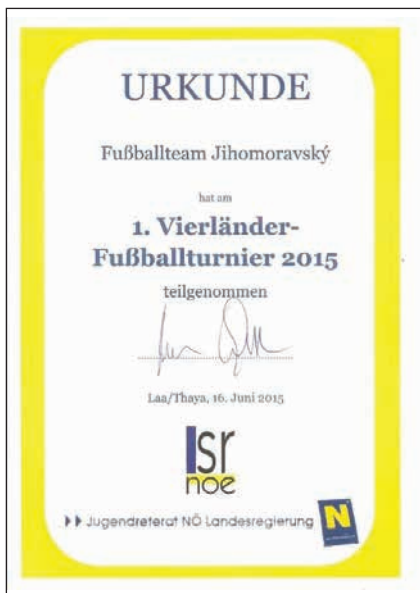 URKUNDE
Fußballteam Jihomoravský
hat am
1. Vierländer-
Fußballturnier 2015
teilgenommen
Laa/Thaya, 16. Juni 2015
lsr
noe
Jugendreferat NÖ Landesregierung
N